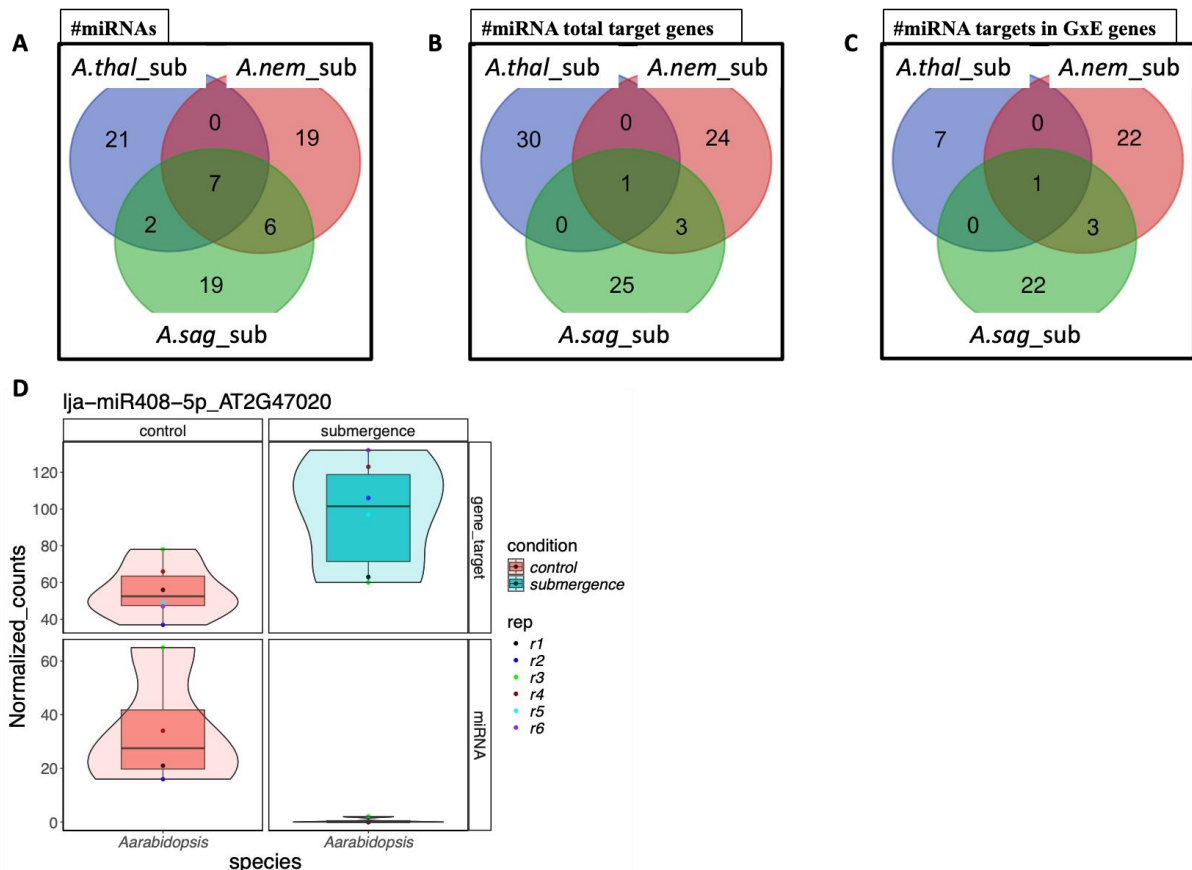 #miRNAs
#miRNA total target genes
#miRNA targets in GxE genes
A
B
C
A.thal_sub A.nem_sub
21
0
19
7
2
6
19
A.sag_sub
A.thal_sub A.nem_sub
30
0
24
1
0
3
25
A.sag_sub
A.thal_sub A.nem_sub
7
0
22
1
0
3
22
A.sag_sub
D
lja-miR408-5p_AT2G47020
control
submergence
120
100
80
60
40
gene_target
60
40
20
0
miRNA
Normalized_counts
Aarabidopsis
Aarabidopsis
species
condition
control
submergence
rep
r1
r2
r3
r4
r5
r6